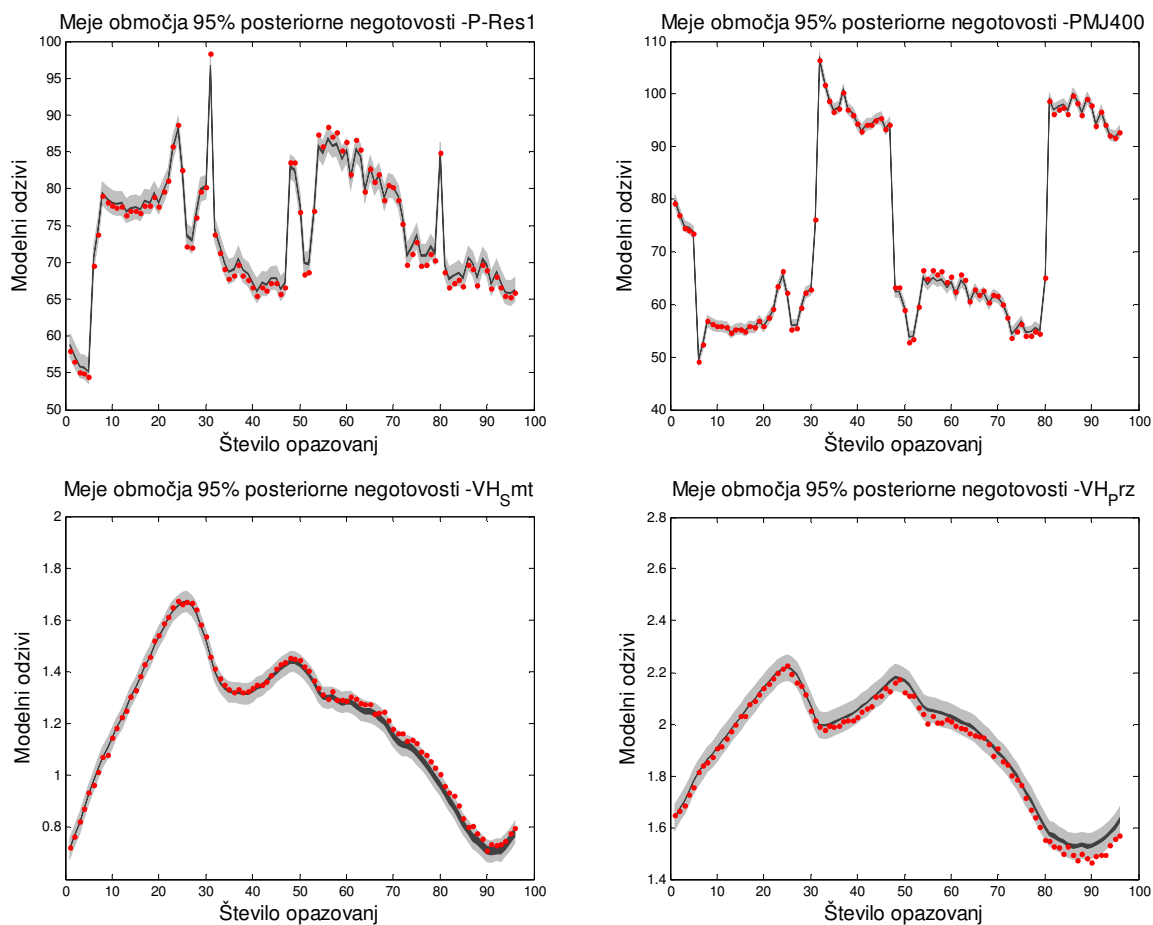 Meje območja 95% posteriorne negotovosti -P-Res1
100
95
90
85
80
75
70
65
60
55
50
0 10 20 30 40 50 60 70 80 90 100
Modelni odzivi
Število opazovanj
Meje območja 95% posteriorne negotovosti -PMJ400
110
100
90
80
70
60
50
40
0 10 20 30 40 50 60 70 80 90 100
Modelni odzivi
Število opazovanj
Meje območja 95% posteriorne negotovosti -VH_Smt
2
1.8
1.6
1.4
1.2
1
0.8
0 10 20 30 40 50 60 70 80 90 100
Modelni odzivi
Število opazovanj
Meje območja 95% posteriorne negotovosti -VH_Prz
2.8
2.6
2.4
2.2
2
1.8
1.6
1.4
0 10 20 30 40 50 60 70 80 90 100
Modelni odzivi
Število opazovanj